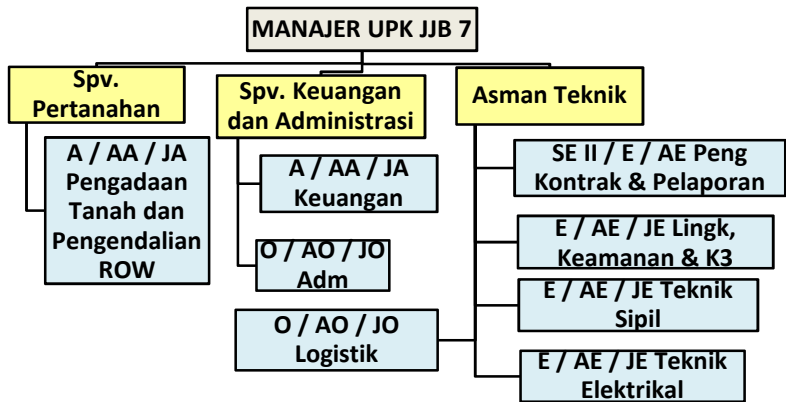 MANAJER UPK JJB 7
Spv.
Pertanahan
Spv. Keuangan
dan Administrasi
Asman Teknik
A / AA / JA
Pengadaan
Tanah dan
Pengendalian
ROW
A / AA / JA
Keuangan
O / AO / JO
Adm
O / AO / JO
Logistik
SE II / E / AE Peng
Kontrak & Pelaporan
E / AE / JE Lingk,
Keamanan & K3
E / AE / JE Teknik
Sipil
E / AE / JE Teknik
Elektrikal